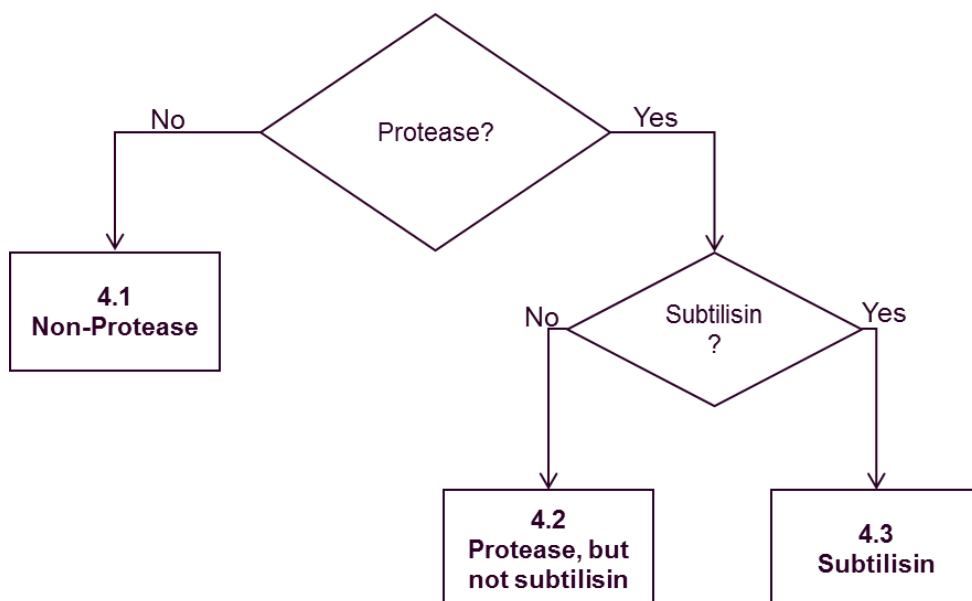 Protease?
No
Yes
4.1
Non-Protease
Subtilisin
?
No
Yes
4.2
Protease, but
not subtilisin
4.3
Subtilisin